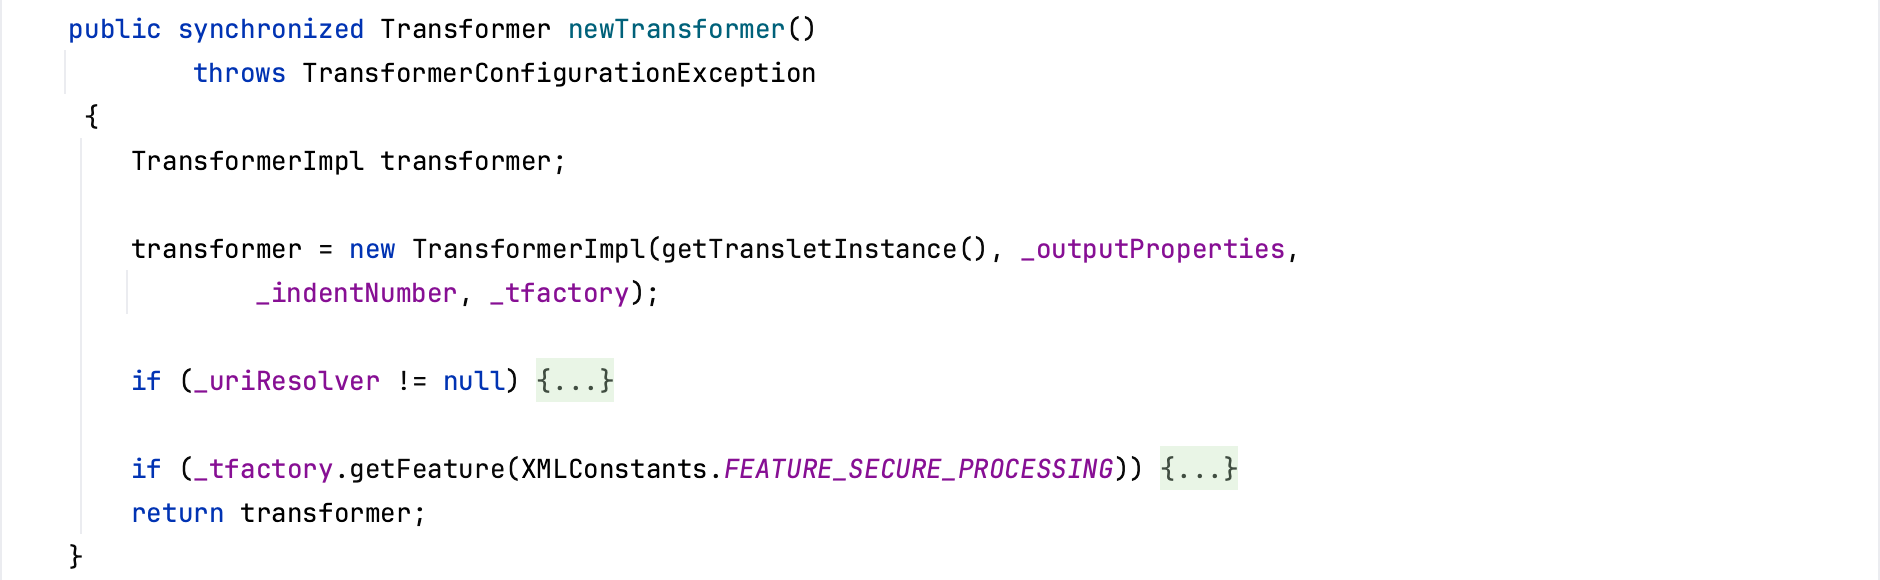 public synchronized Transformer newTransformer()
throws TransformerConfigurationException
{
TransformerImpl transformer;
transformer = new TransformerImpl(getTransletInstance(), _outputProperties,
_indentNumber, _tfactory);
if (_uriResolver != null) {...}
if (_tfactory.getFeature(XMLConstants.FEATURE_SECURE_PROCESSING)) {...}
return transformer;
}